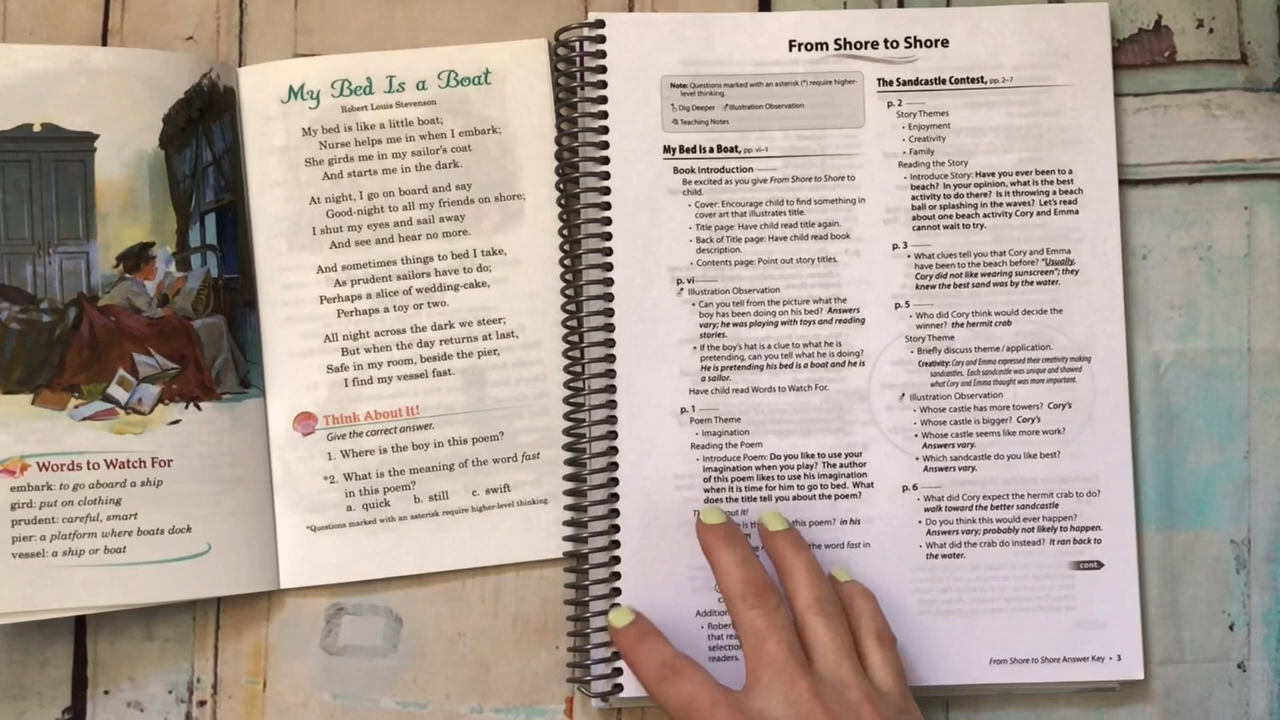 Words to Watch For
embark: to go aboard a ship
gird: put on clothing
prudent: careful, smart
pier: a platform where boats dock
vessel: a ship or boat
My Bed Is a Boat
Robert Louis Stevenson
My bed is like a little boat;
Nurse helps me in when I embark;
She girds me in my sailor's coat
And starts me in the dark.
At night, I go on board and say
Good-night to all my friends on shore;
I shut my eyes and sail away
And see and hear no more.
And sometimes things to bed I take,
As prudent sailors have to do;
Perhaps a slice of wedding-cake,
Perhaps a toy or two.
All night across the dark we steer;
But when the day returns at last,
Safe in my room, beside the pier,
I find my vessel fast.
Think About It!
Give the correct answer.
1. Where is the boy in this poem?
*2. What is the meaning of the word fast
in this poem?
a. quick b. still c. swift
*Questions marked with an asterisk require higher-level thinking.
From Shore to Shore
Note: Questions marked with an asterisk (*) require higher-
level thinking.
Dig Deeper Illustration Observation
Teaching Notes
My Bed Is a Boat, pp. vi–1
Book Introduction
Be excited as you give From Shore to Shore to
child.
• Cover: Encourage child to find something in
cover art that illustrates title.
• Title page: Have child read title again.
• Back of Title page: Have child read book
description.
• Contents page: Point out story titles.
p. vi
Illustration Observation
• Can you tell from the picture what the
boy has been doing on his bed? Answers
vary; he was playing with toys and reading
stories.
* If the boy's hat is a clue to what he is
pretending, can you tell what he is doing?
He is pretending his bed is a boat and he is
a sailor.
Have child read Words to Watch For.
p. 1
Poem Theme
• Imagination
Reading the Poem
• Introduce Poem: Do you like to use your
imagination when you play? The author
of this poem likes to use his imagination
when it is time for him to go to bed. What
does the title tell you about the poem?
this poem? in his
the word fast in
Addition
• Rober
that rea
selectio
readers.
The Sandcastle Contest, pp. 2–7
p. 2
Story Themes
• Enjoyment
• Creativity
• Family
Reading the Story
• Introduce Story: Have you ever been to a
beach? In your opinion, what is the best
activity to do there? Is it throwing a beach
ball or splashing in the waves? Let's read
about one beach activity Cory and Emma
cannot wait to try.
p. 3
* What clues tell you that Cory and Emma
have been to the beach before? "Usually,
Cory did not like wearing sunscreen"; they
knew the best sand was by the water.
p. 5
• Who did Cory think would decide the
winner? the hermit crab
Story Theme
• Briefly discuss theme / application.
Creativity: Cory and Emma expressed their creativity making
sandcastles. Each sandcastle was unique and showed
what Cory and Emma thought was more important.
Illustration Observation
• Whose castle has more towers? Cory's
• Whose castle is bigger? Cory's
* Whose castle seems like more work?
Answers vary.
• Which sandcastle do you like best?
Answers vary.
p. 6
• What did Cory expect the hermit crab to do?
walk toward the better sandcastle
• Do you think this would ever happen?
Answers vary; probably not likely to happen.
• What did the crab do instead? It ran back to
the water.
cont.
From Shore to Shore Answer Key • 3